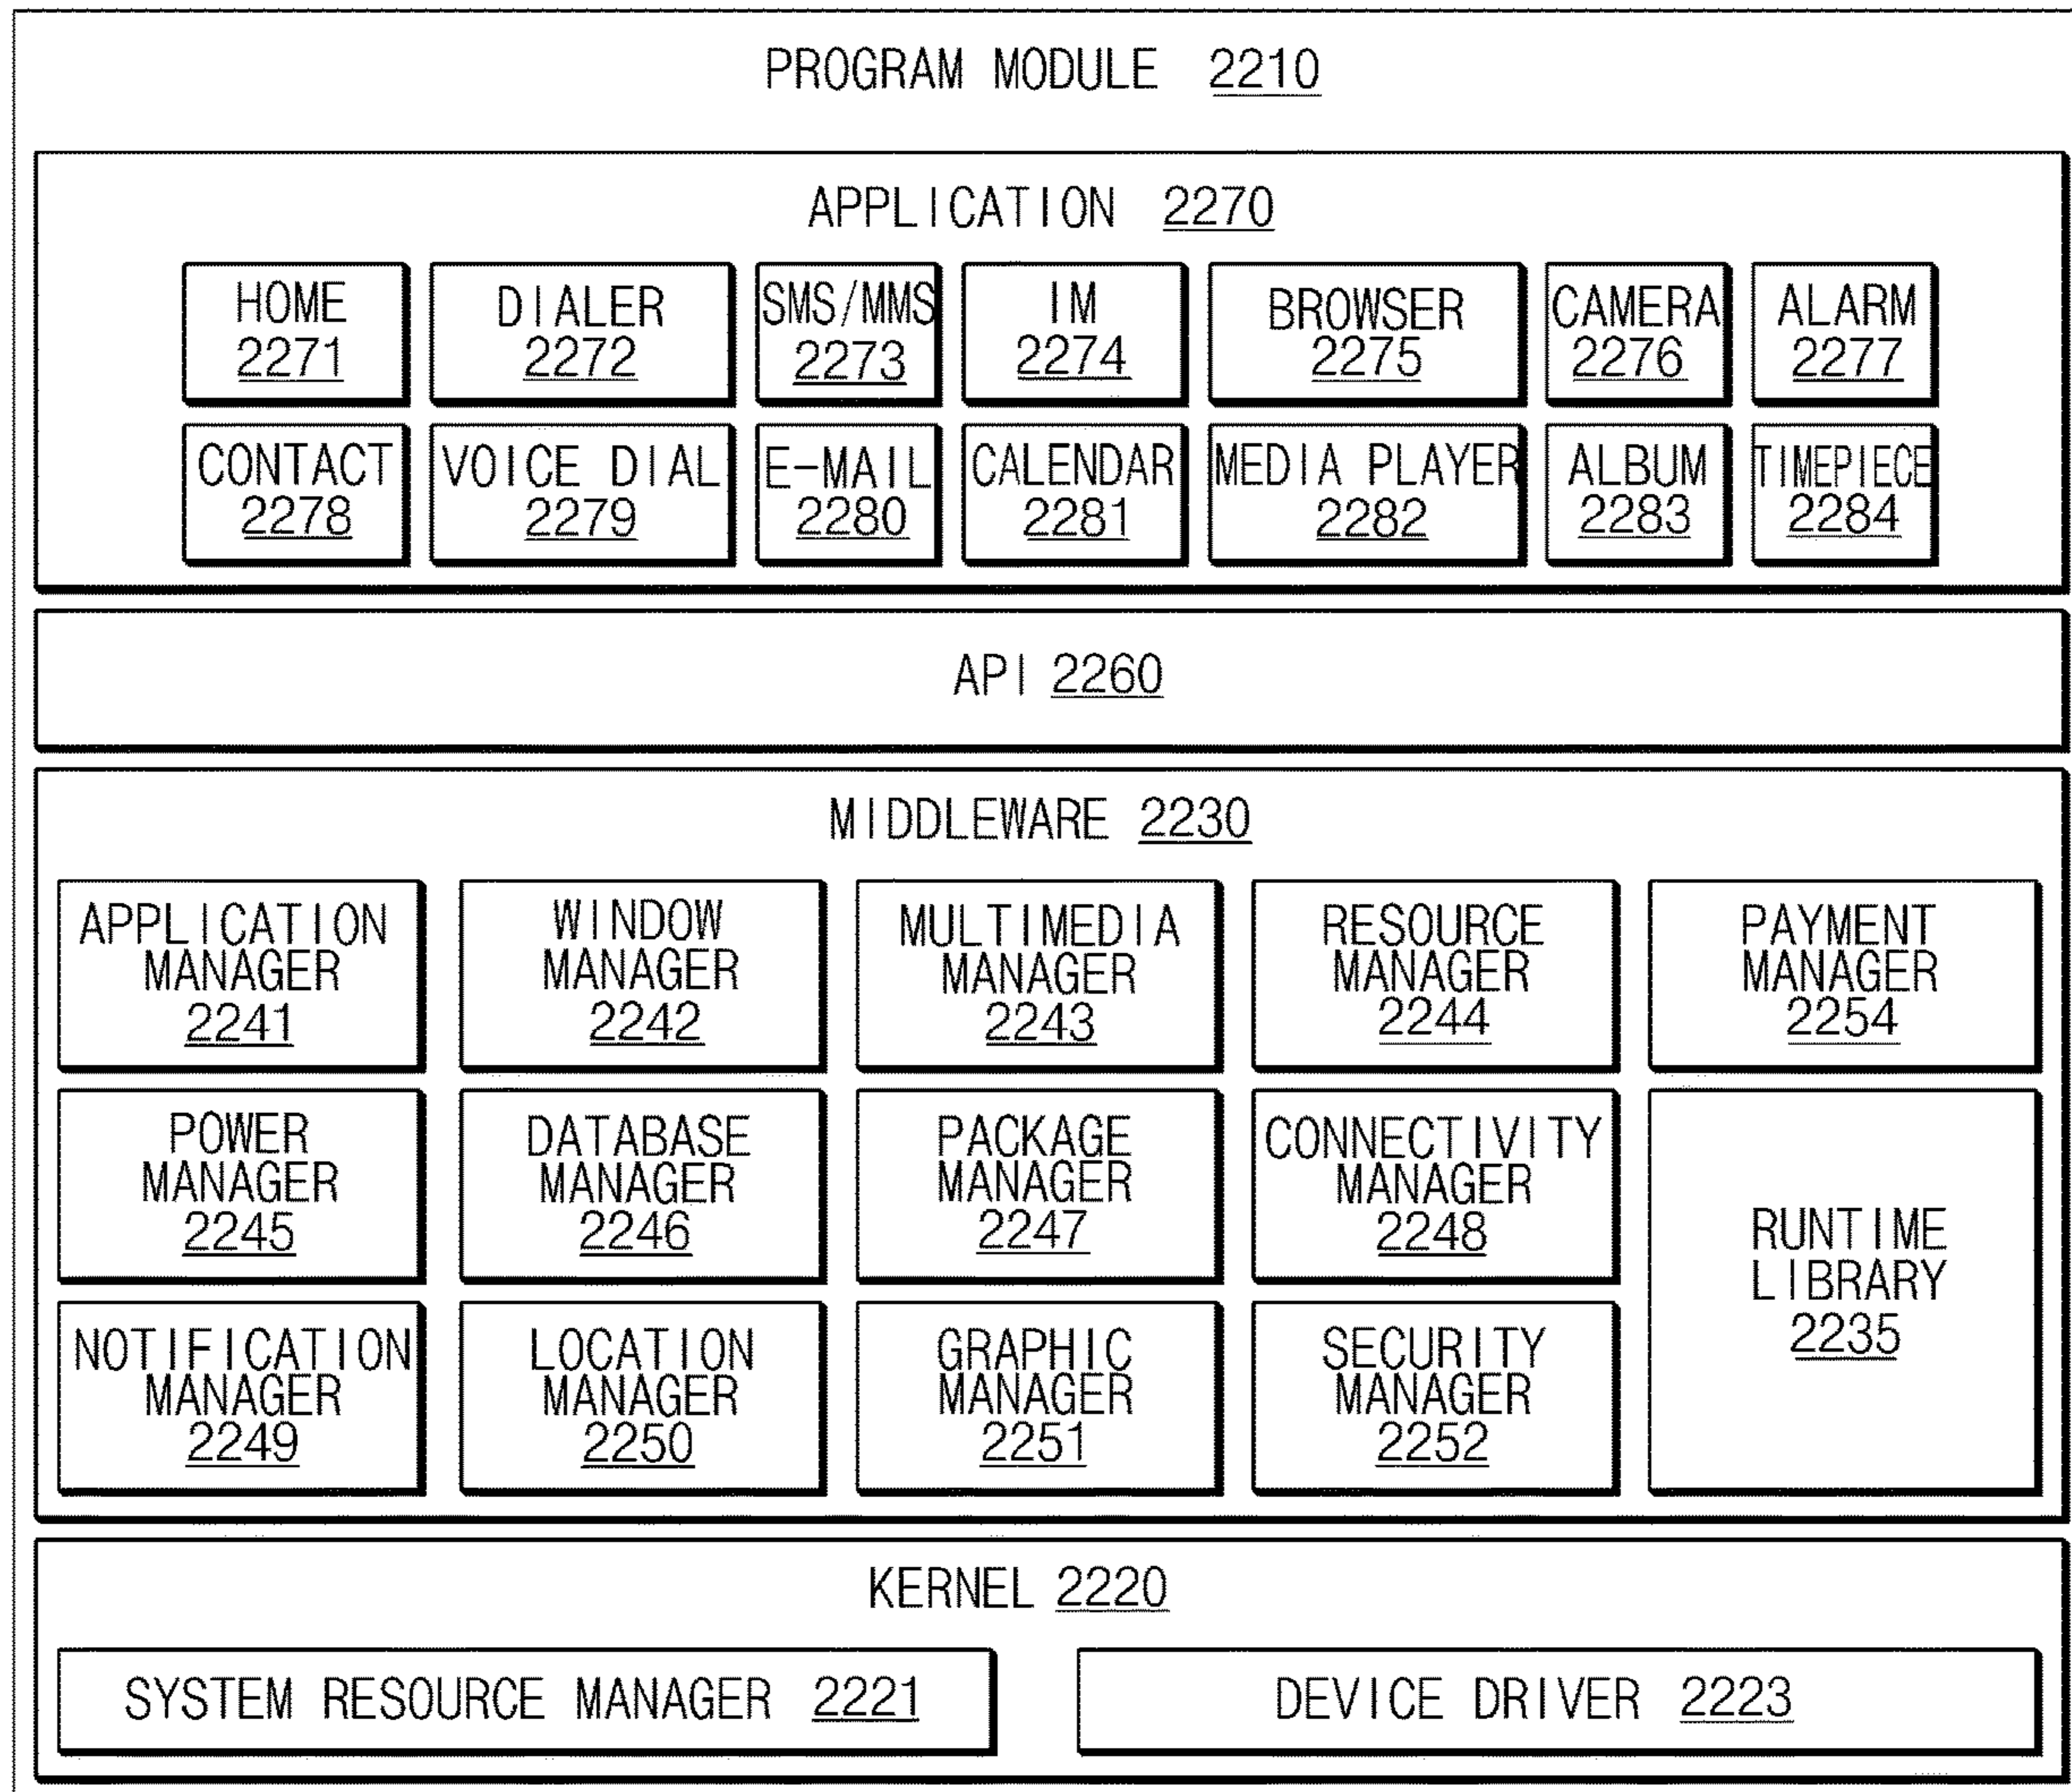 PROGRAM MODULE 2210
APPLICATION 2270
HOME
2271
DIALER
2272
SMS/MMS
2273
IM
2274
BROWSER
2275
CAMERA
2276
ALARM
2277
CONTACT
2278
VOICE DIAL
2279
E-MAIL
2280
CALENDAR
2281
MEDIA PLAYER
2282
ALBUM
2283
TIMEPIECE
2284
API 2260
MIDDLEWARE 2230
APPLICATION
MANAGER
2241
WINDOW
MANAGER
2242
MULTIMEDIA
MANAGER
2243
RESOURCE
MANAGER
2244
PAYMENT
MANAGER
2254
POWER
MANAGER
2245
DATABASE
MANAGER
2246
PACKAGE
MANAGER
2247
CONNECTIVITY
MANAGER
2248
RUNTIME
LIBRARY
2235
NOTIFICATION
MANAGER
2249
LOCATION
MANAGER
2250
GRAPHIC
MANAGER
2251
SECURITY
MANAGER
2252
KERNEL 2220
SYSTEM RESOURCE MANAGER 2221
DEVICE DRIVER 2223